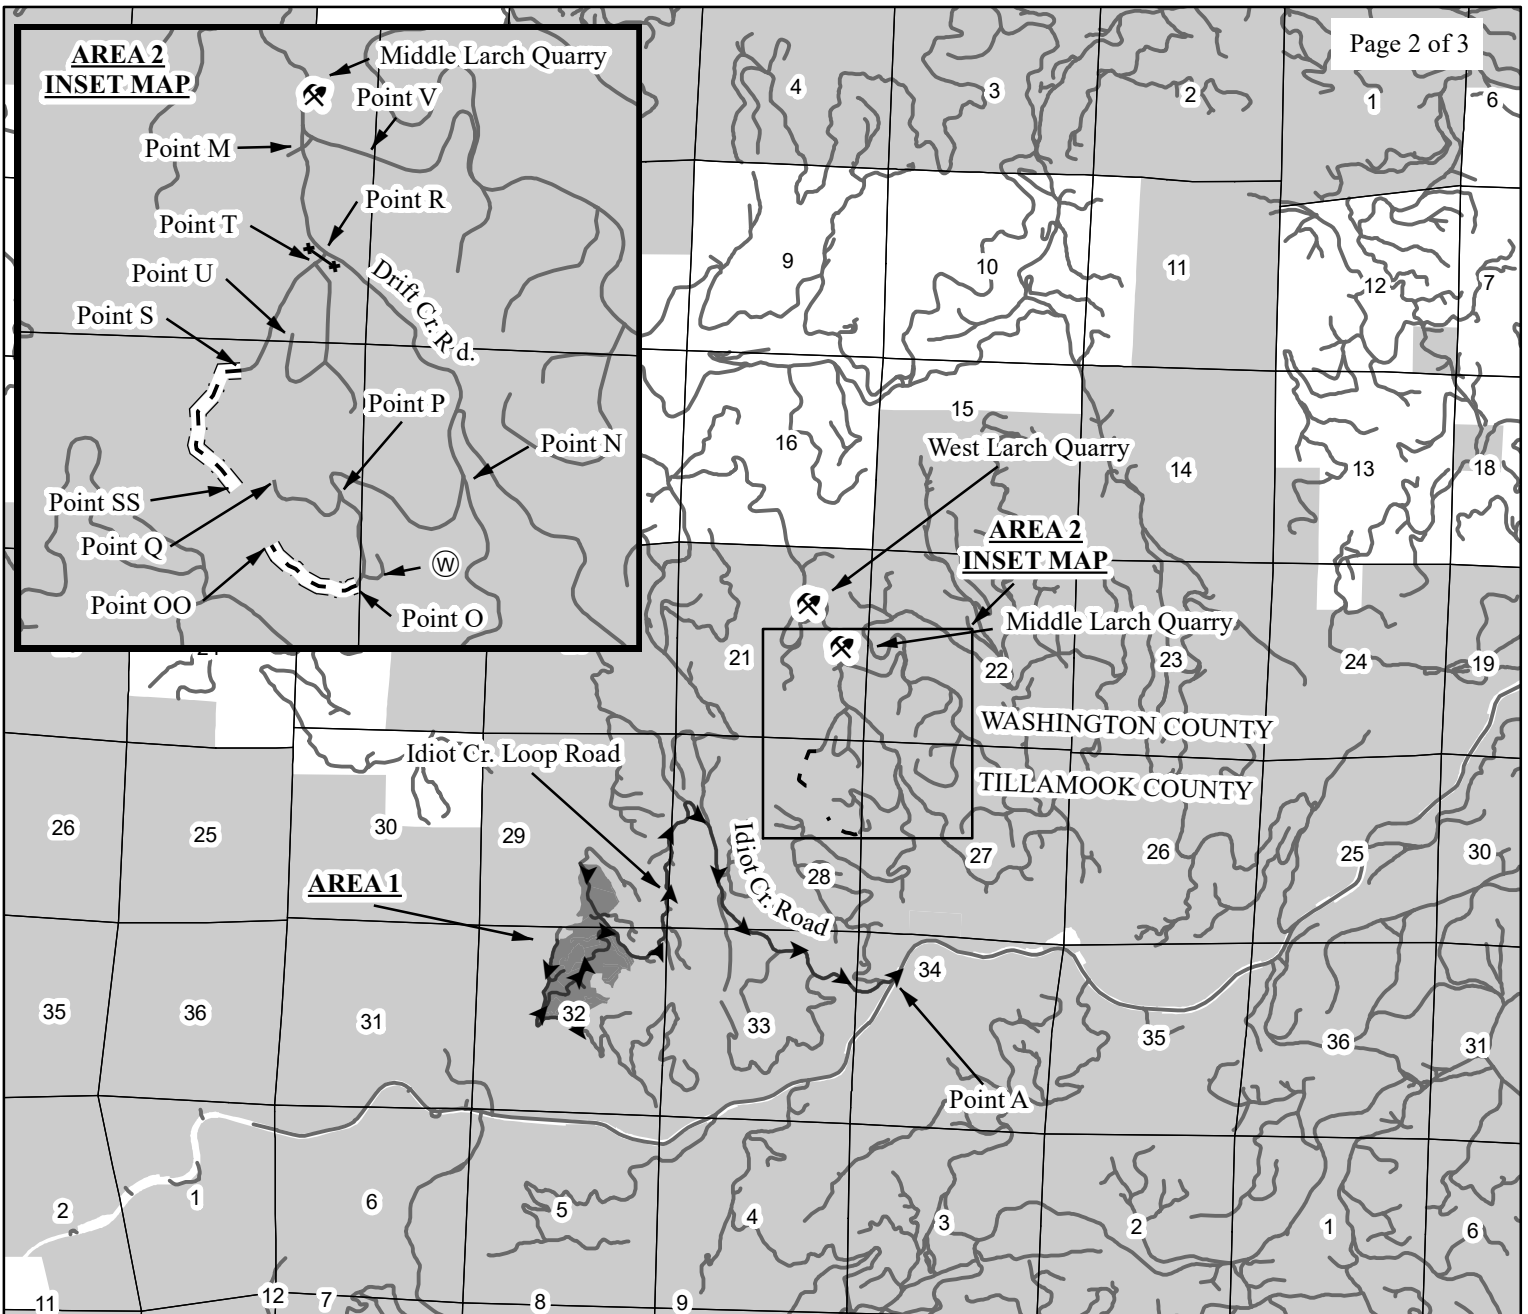 Page 2 of 3
AREA 2
INSET MAP
Middle Larch Quarry
Point V
Point M
Point R
Point T
Point U
Drift Cr. Rd.
Point S
Point P
Point N
Point SS
Point Q
W
Point OO
Point O
4
3
2
1
6
9
10
11
12
7
16
15
14
13
18
West Larch Quarry
AREA 2
INSET MAP
Middle Larch Quarry
21
22
23
24
19
WASHINGTON COUNTY
TILLAMOOK COUNTY
Idiot Cr. Loop Road
Idiot Cr. Road
26
25
30
29
28
27
26
25
30
AREA 1
35
36
31
32
33
34
35
36
31
Point A
2
1
6
5
4
3
2
1
6
11
12
7
8
9